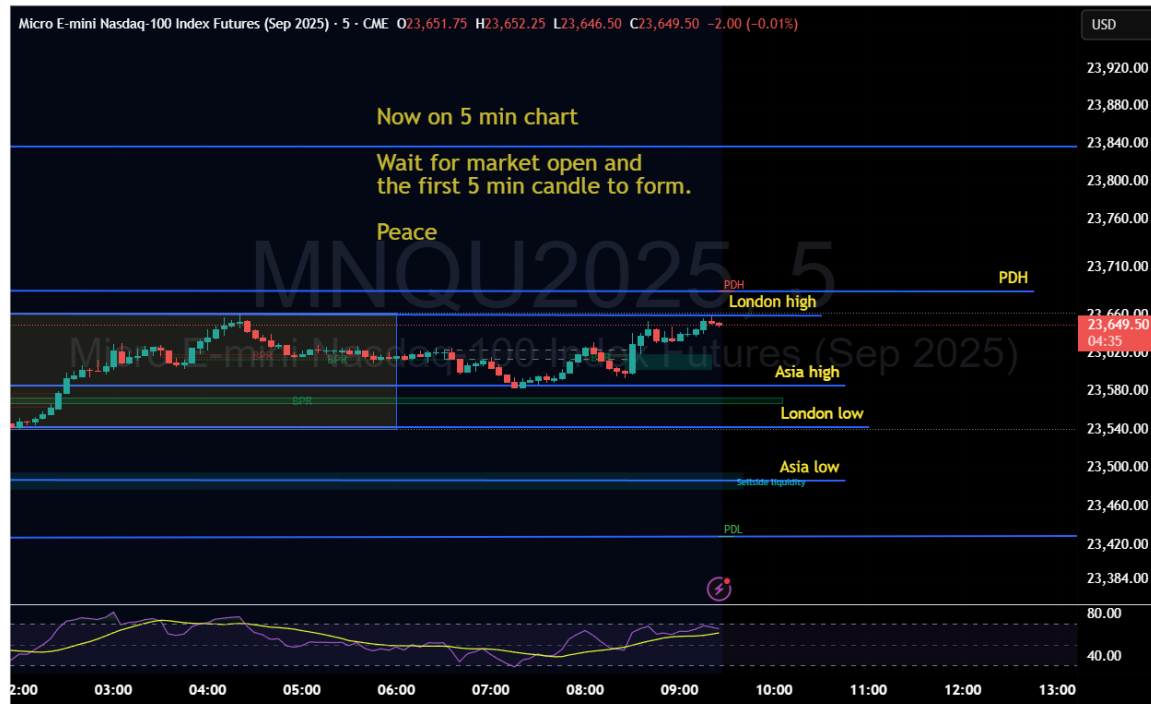 Micro E-mini Nasdaq-100 Index Futures (Sep 2025) · 5 · CME O23,651.75 H23,652.25 L23,646.50 C23,649.50 −2.00 (−0.01%)
USD
23,920.00
Now on 5 min chart
23,880.00
23,840.00
Wait for market open and
the first 5 min candle to form.
23,800.00
Peace
23,760.00
MNQU2025, 5
23,710.00
PDH
PDH
London high
23,660.00
23,649.50
04:35
Micro E-mini Nasdaq-100 Index Futures (Sep 2025)
BPR
BPR
23,620.00
Asia high
23,580.00
BPR
London low
23,540.00
Asia low
23,500.00
Sellside liquidity
23,460.00
PDL
23,420.00
23,384.00
80.00
40.00
2:00 03:00 04:00 05:00 06:00 07:00 08:00 09:00 10:00 11:00 12:00 13:00